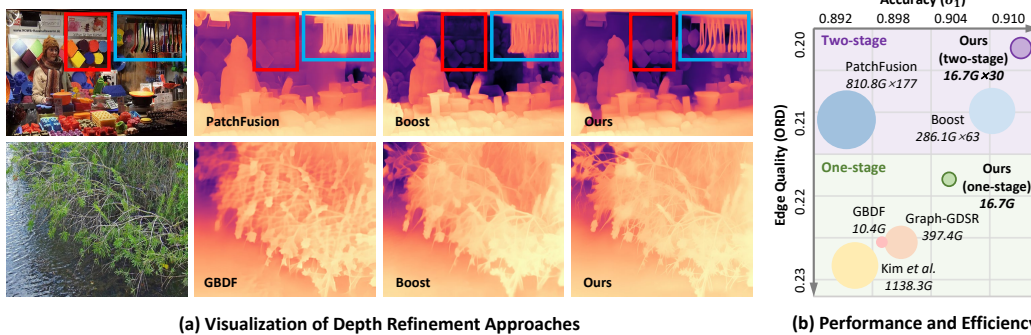 PatchFusion
Boost
Ours
GBDF
Boost
Ours
(a) Visualization of Depth Refinement Approaches
Accuracy (δ1)
0.892 0.898 0.904 0.910
Edge Quality (ORD)
0.20
0.21
0.22
0.23
Two-stage
PatchFusion
810.8G×177
Ours
(two-stage)
16.7G×30
Boost
286.1G×63
One-stage
Ours
(one-stage)
16.7G
GBDF
10.4G
Graph-GDSR
397.4G
Kim et al.
1138.3G
(b) Performance and Efficiency